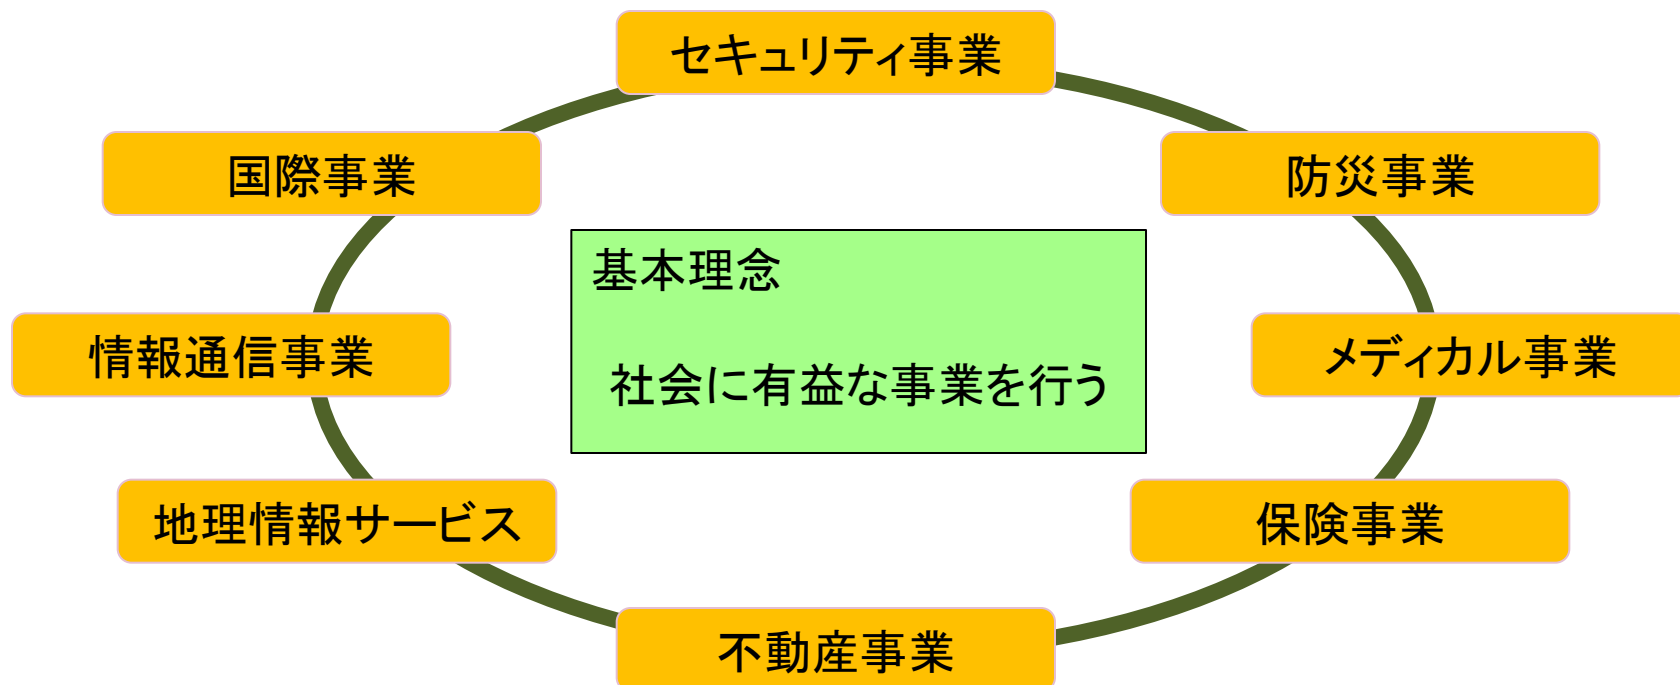 セキュリティ事業
国際事業
防災事業
基本理念
社会に有益な事業を行う
情報通信事業
メディカル事業
地理情報サービス
保険事業
不動産事業